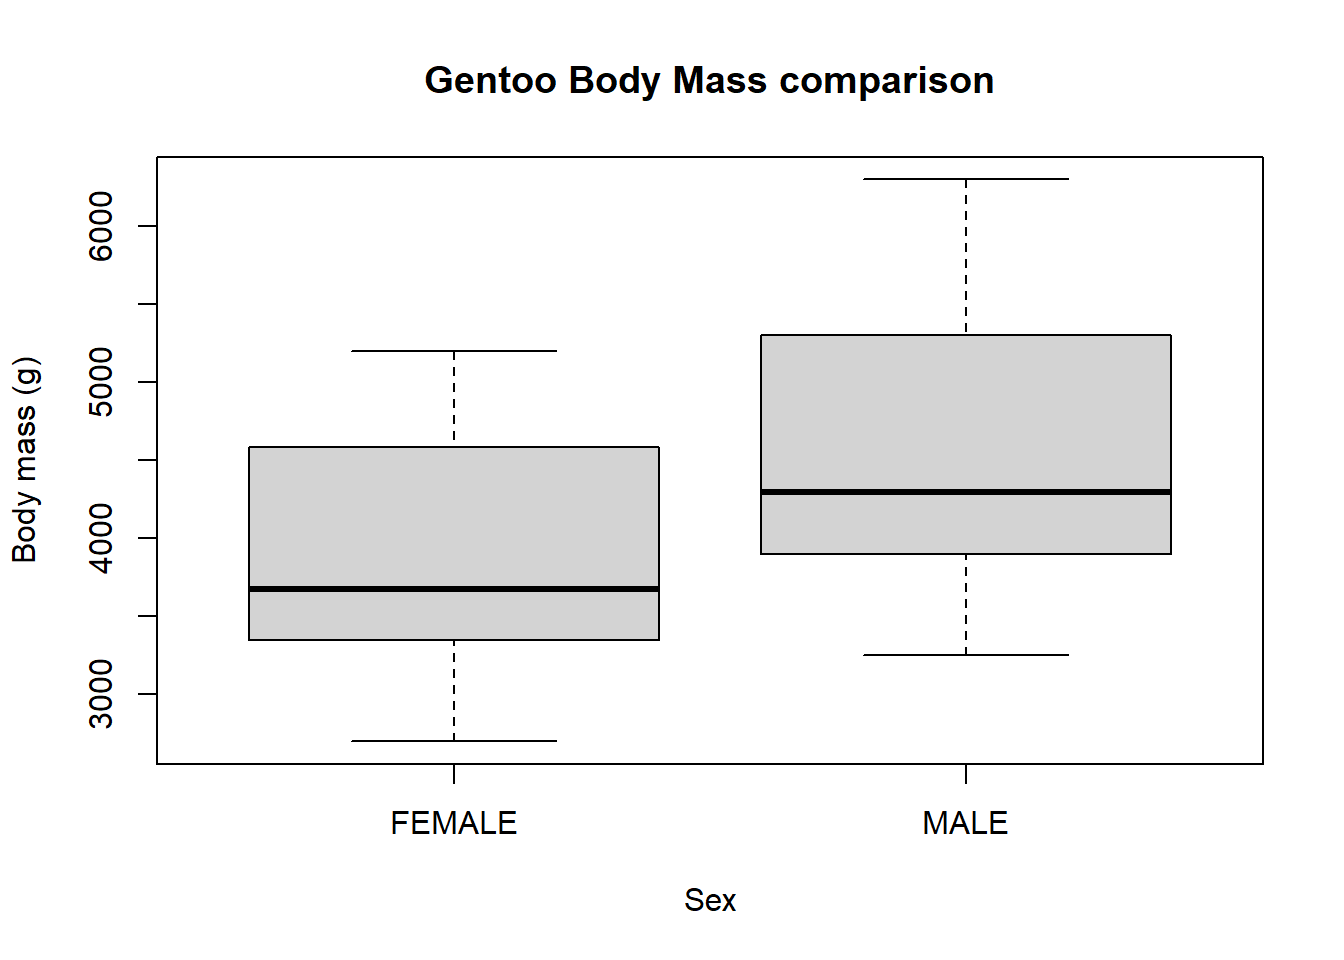 Gentoo Body Mass comparison
Body mass (g)
6000
5000
4000
3000
FEMALE MALE
Sex